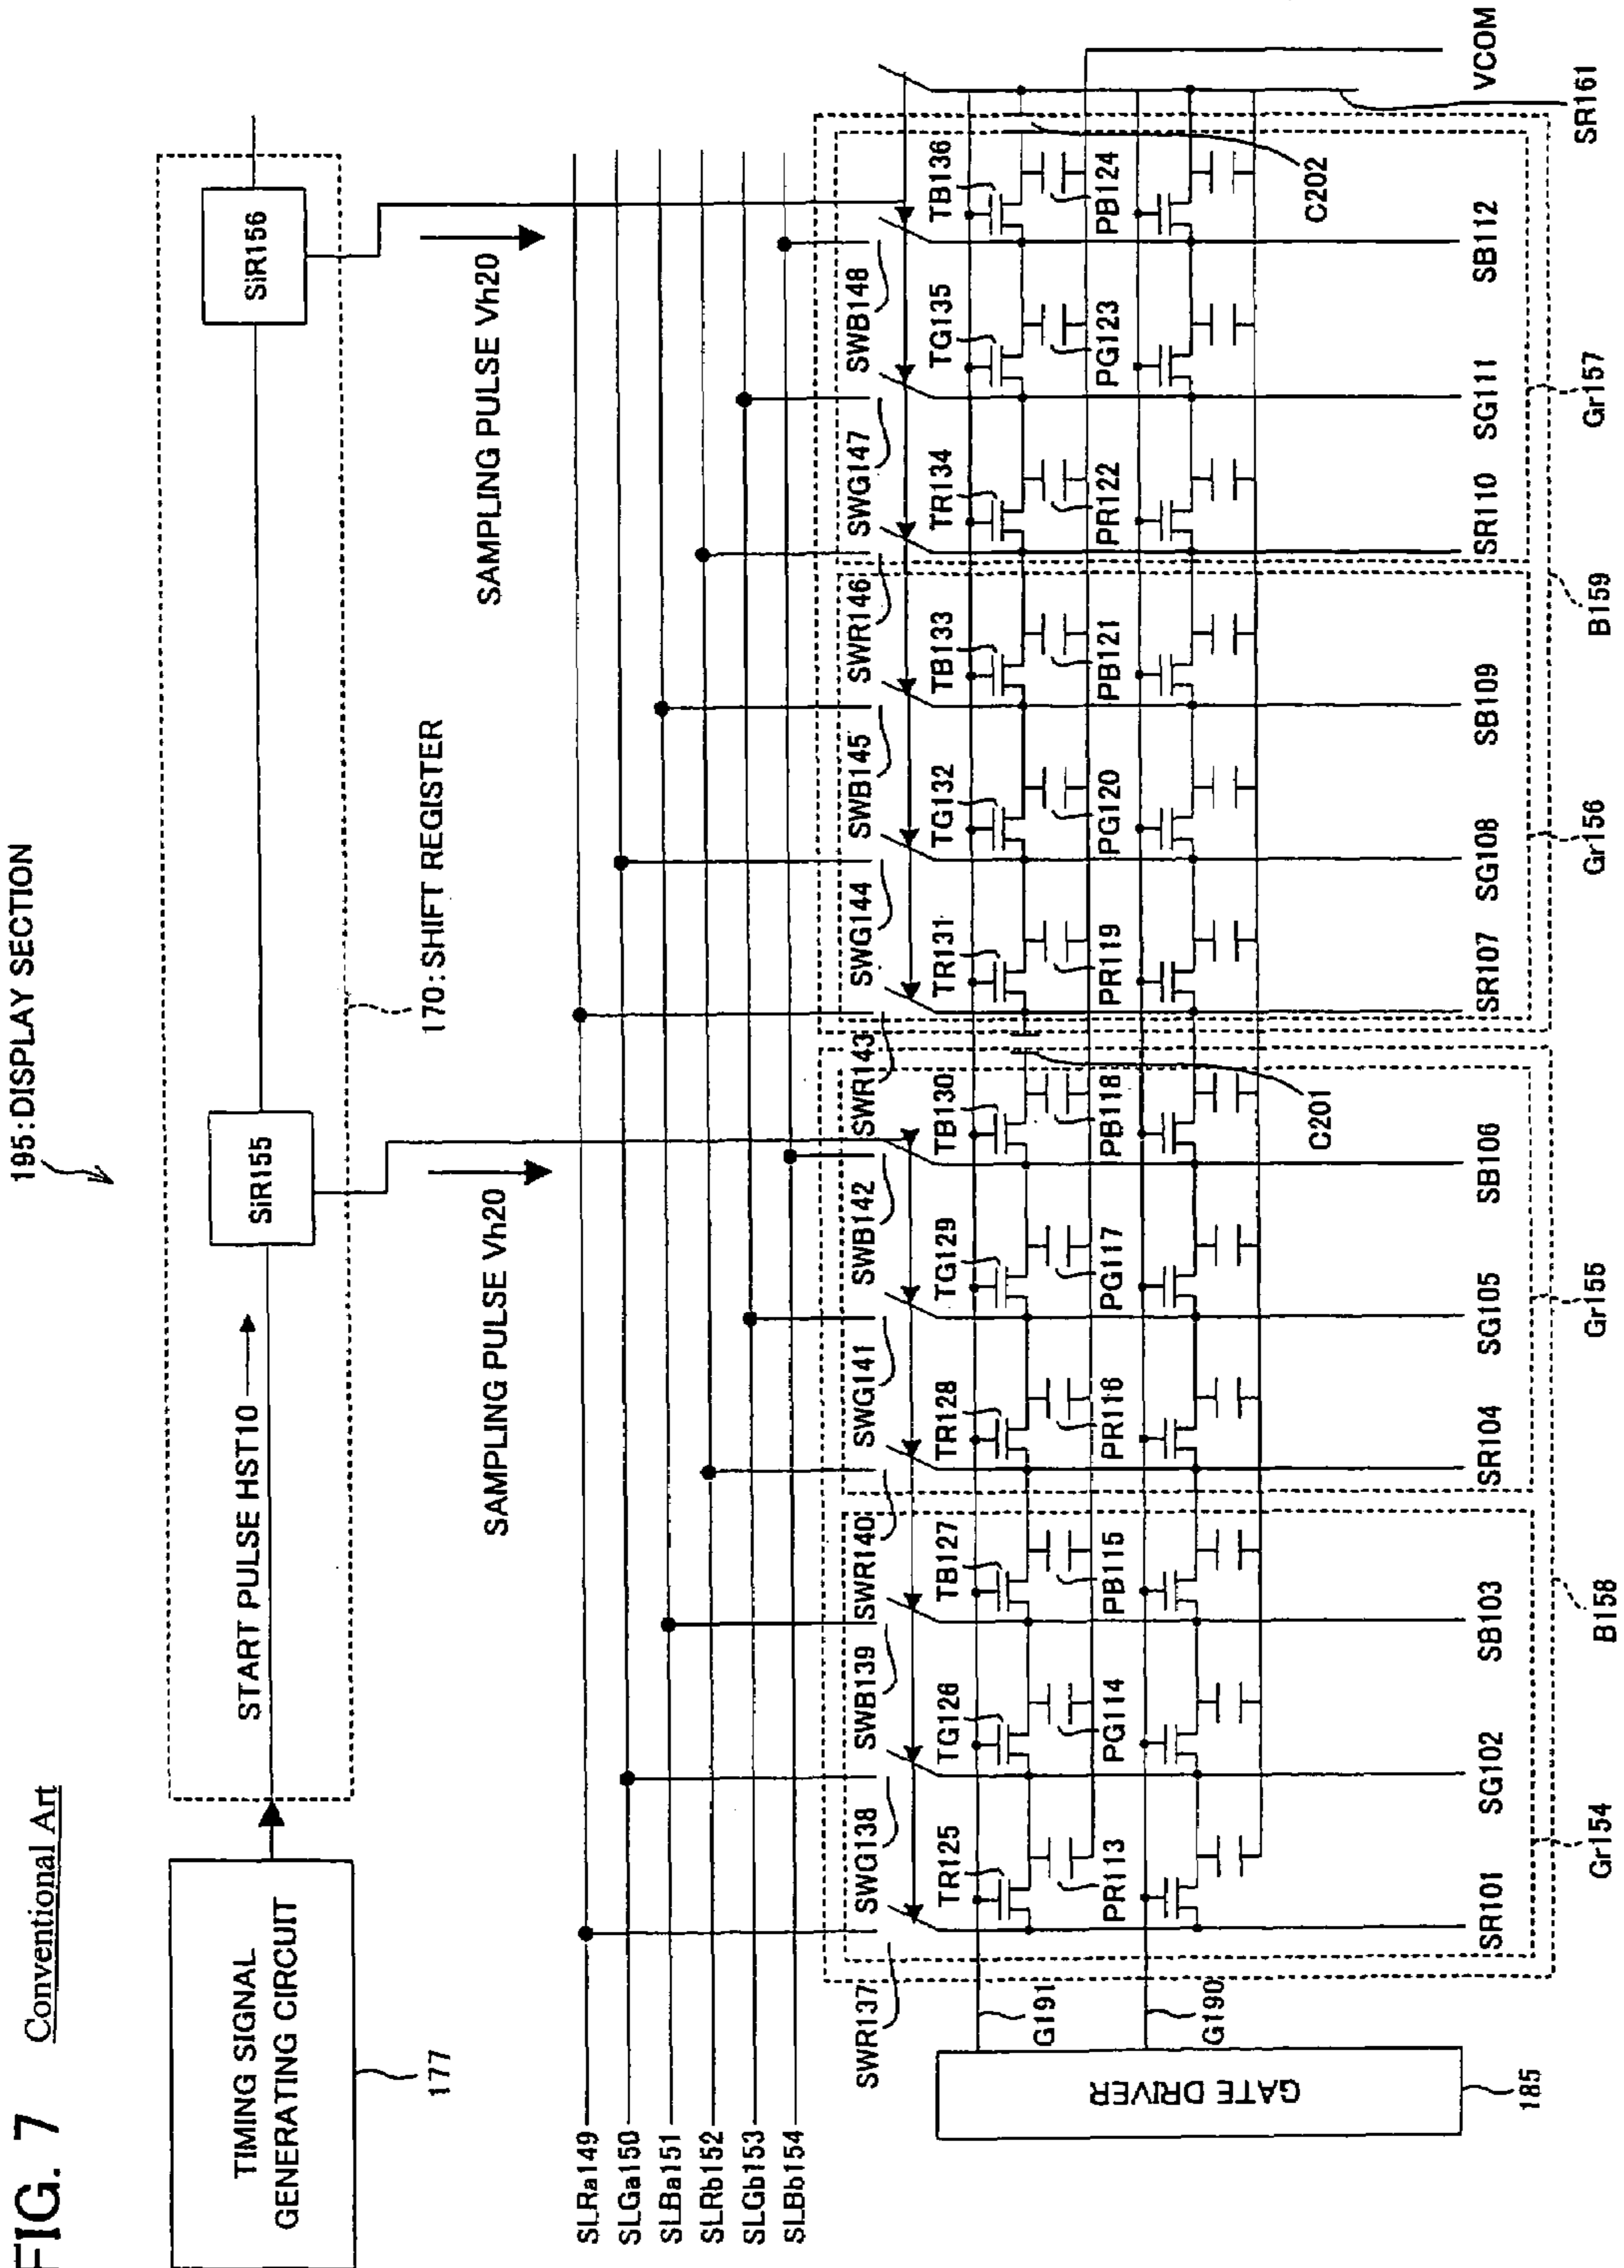 FIG. 7 Conventional Art
195:DISPLAY SECTION
TIMING SIGNAL
GENERATING CIRCUIT
177
START PULSE HST10
SiR155
SiR156
170:SHIFT REGISTER
SAMPLING PULSE Vh20
SAMPLING PULSE Vh20
SLRa149
SLGa150
SLBa151
SLRb152
SLGb153
SLBb154
SWR137
SWG138
SWB139
SWR140
SWG141
SWB142
SWR143
SWG144
SWB145
SWR146
SWG147
SWB148
TR125
TG126
TB127
TR128
TG129
TB130
TR131
TG132
TB133
TR134
TG135
TB136
G191
PR113
PG114
PB115
PR116
PG117
PB118
PR119
PG120
PB121
PR122
PG123
PB124
G190
GATE DRIVER
185
C201
C202
SR101
SG102
SB103
SR104
SG105
SB106
SR107
SG108
SB109
SR110
SG111
SB112
VCOM
SR161
Gr154
B158
Gr155
Gr156
B159
Gr157